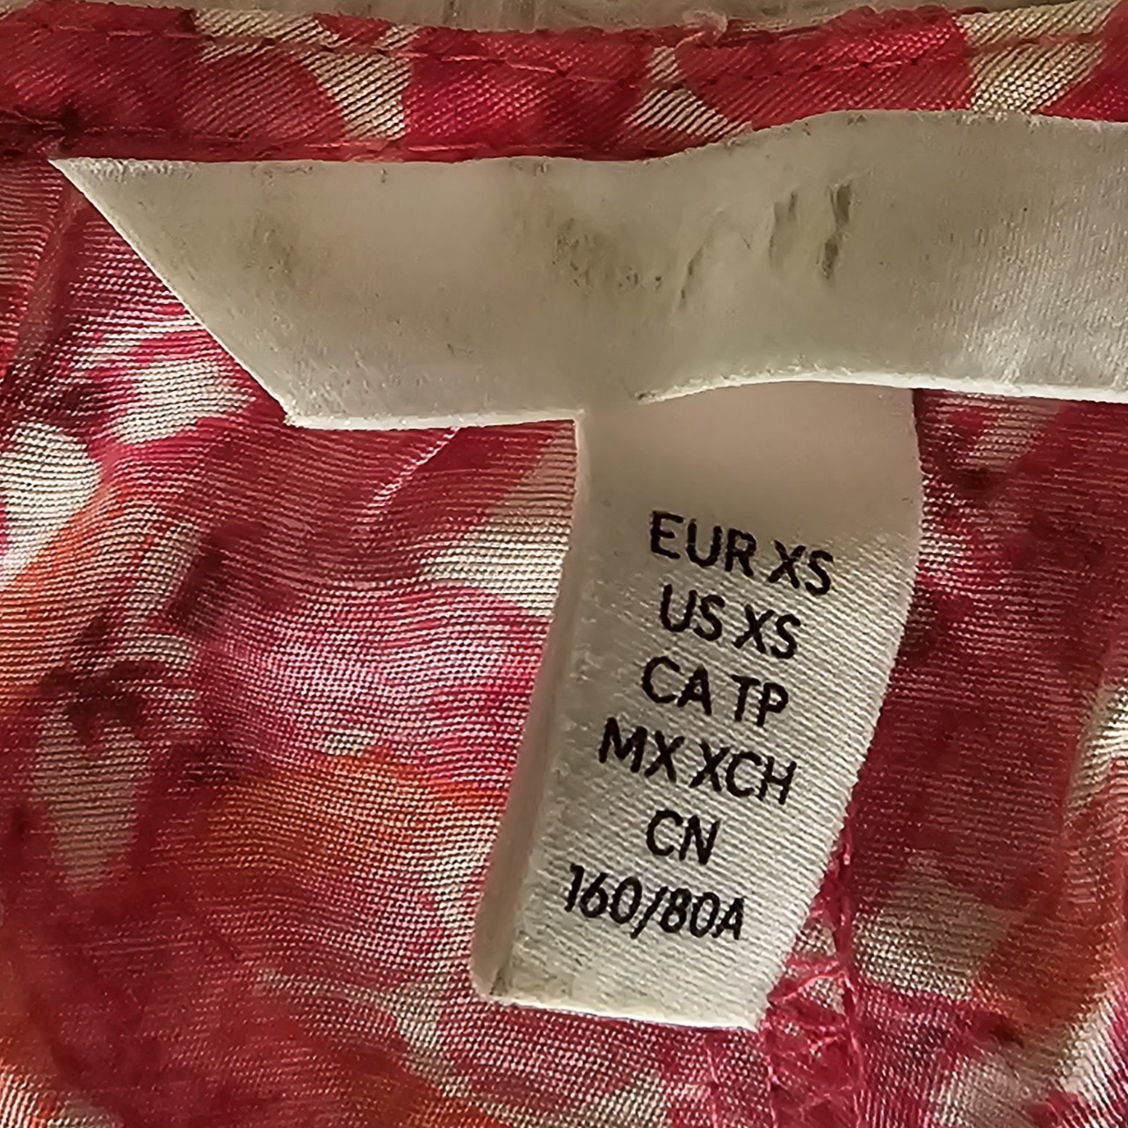 EUR XS
US XS
CA TP
MX XCH
CN
160/80A